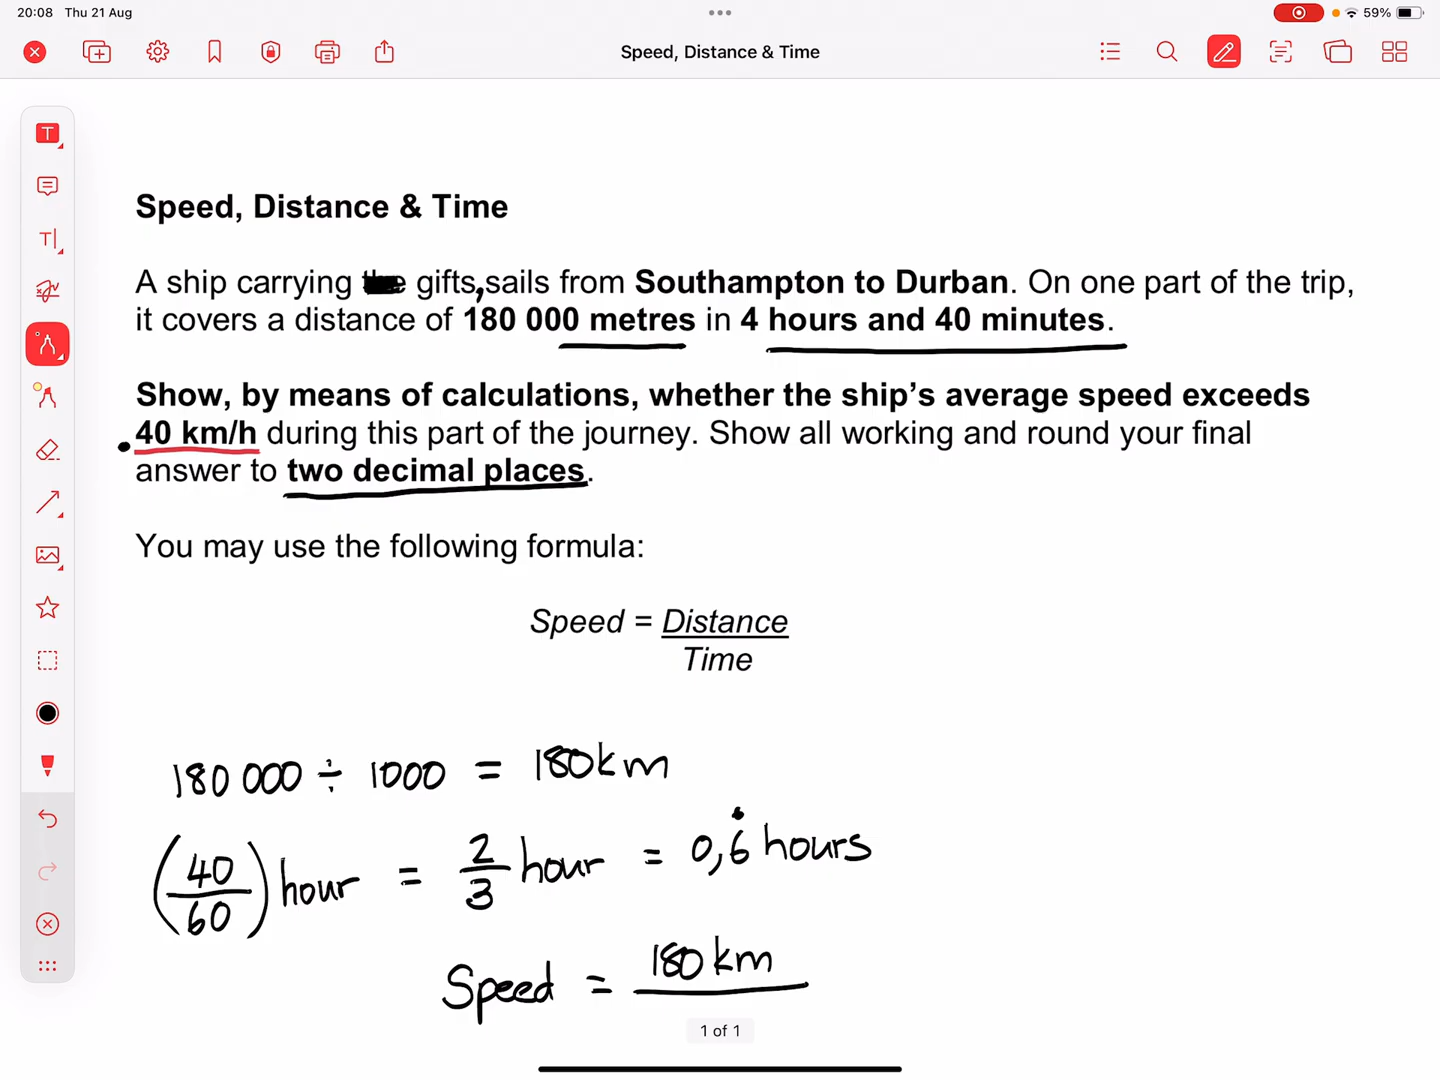 20:08 Thu 21 Aug
59%
Speed, Distance & Time
Speed, Distance & Time
A ship carrying gifts, sails from Southampton to Durban. On one part of the trip,
it covers a distance of 180 000 metres in 4 hours and 40 minutes.
Show, by means of calculations, whether the ship's average speed exceeds
40 km/h during this part of the journey. Show all working and round your final
answer to two decimal places.
You may use the following formula:
Speed = Distance
Time
180 000 ÷ 1000 = 180km
(40/60) hour = 2/3 hour = 0,6̇ hours
Speed = 180 km
1 of 1